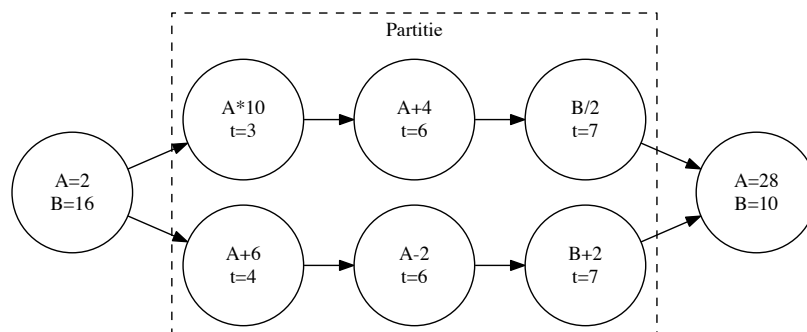 Partitie
A=2
B=16
A*10
t=3
A+4
t=6
B/2
t=7
A+6
t=4
A-2
t=6
B+2
t=7
A=28
B=10